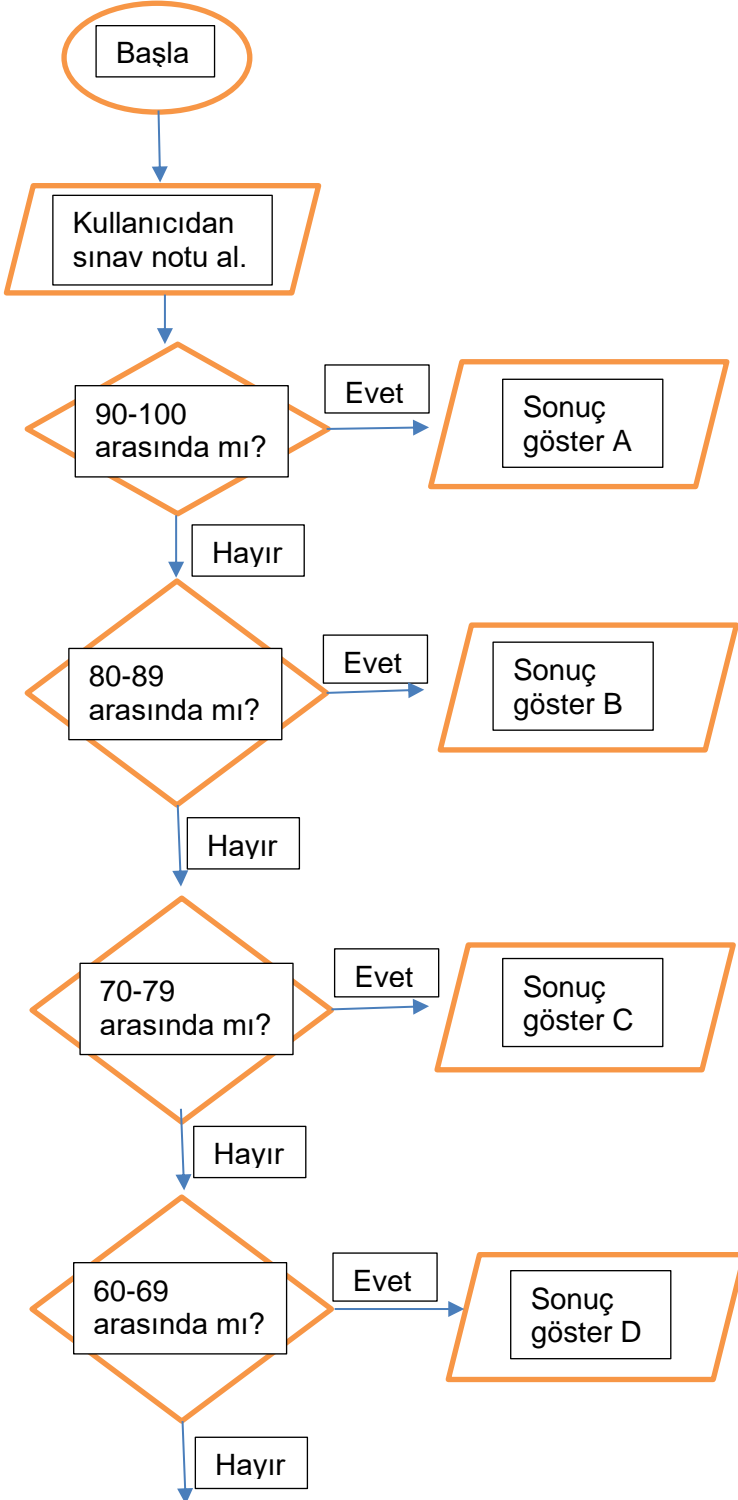 Başla
Kullanıcıdan
sınav notu al.
90-100
arasında mı?
Evet
Sonuç
göster A
Hayır
80-89
arasında mı?
Evet
Sonuç
göster B
Hayır
70-79
arasında mı?
Evet
Sonuç
göster C
Hayır
60-69
arasında mı?
Evet
Sonuç
göster D
Hayır